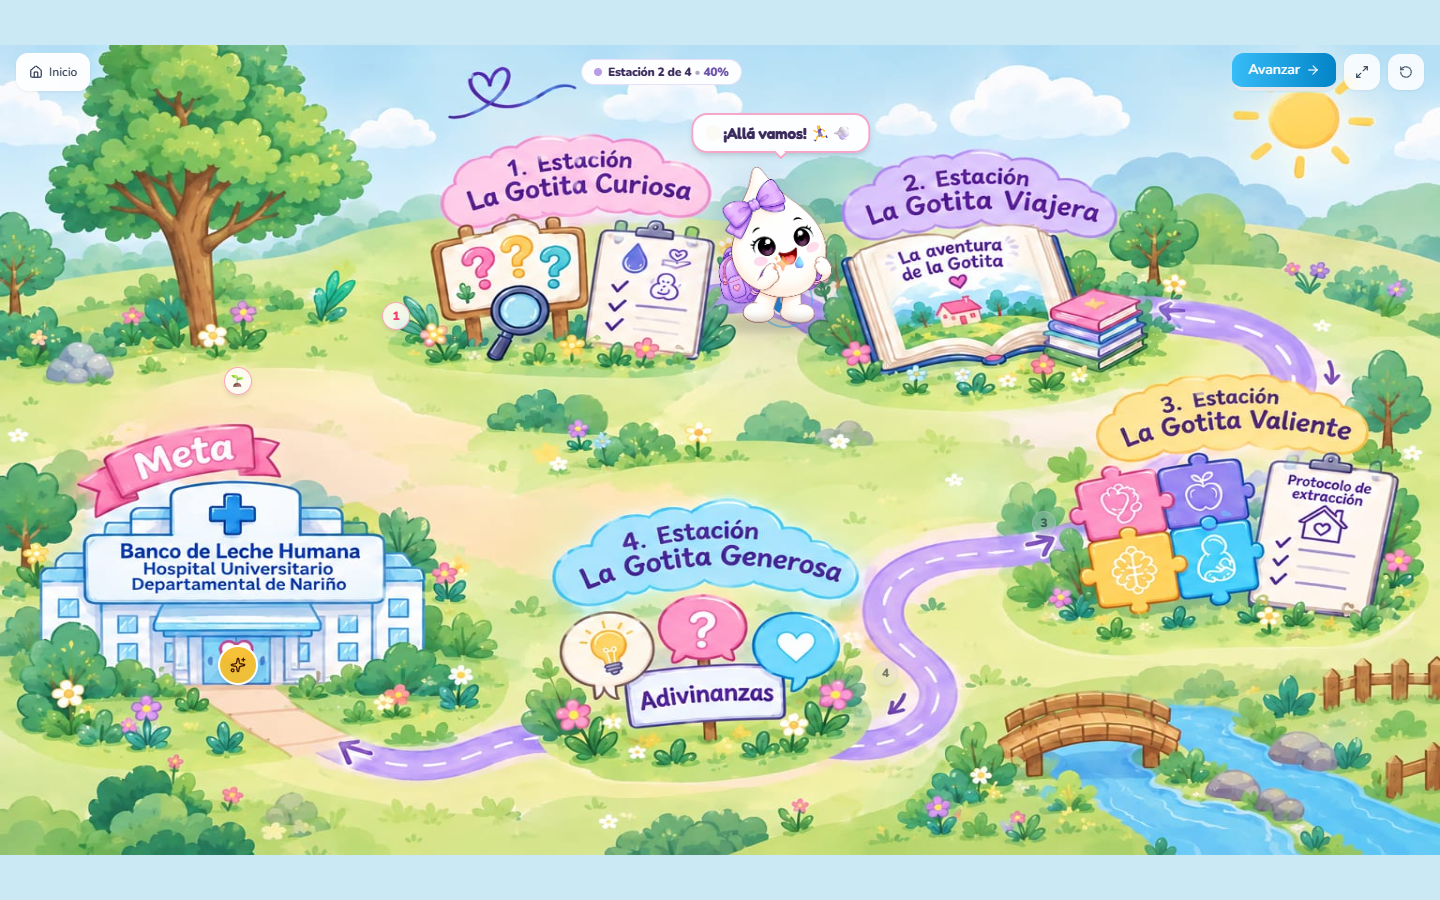 Inicio
Estación 2 de 4 • 40%
Avanzar
¡Allá vamos!
1. Estación
La Gotita Curiosa
2. Estación
La Gotita Viajera
La aventura
de la Gotita
1
3. Estación
La Gotita Valiente
Protocolo de
extracción
3
Meta
Banco de Leche Humana
Hospital Universitario
Departamental de Nariño
4. Estación
La Gotita Generosa
Adivinanzas
4